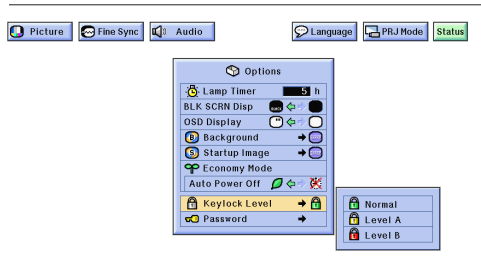 Picture Fine Sync Audio Language PRJ Mode Status
Options
Lamp Timer 5 h
BLK SCRN Disp
OSD Display
Background
Startup Image
Economy Mode
Auto Power Off
Keylock Level
Password
Normal
Level A
Level B